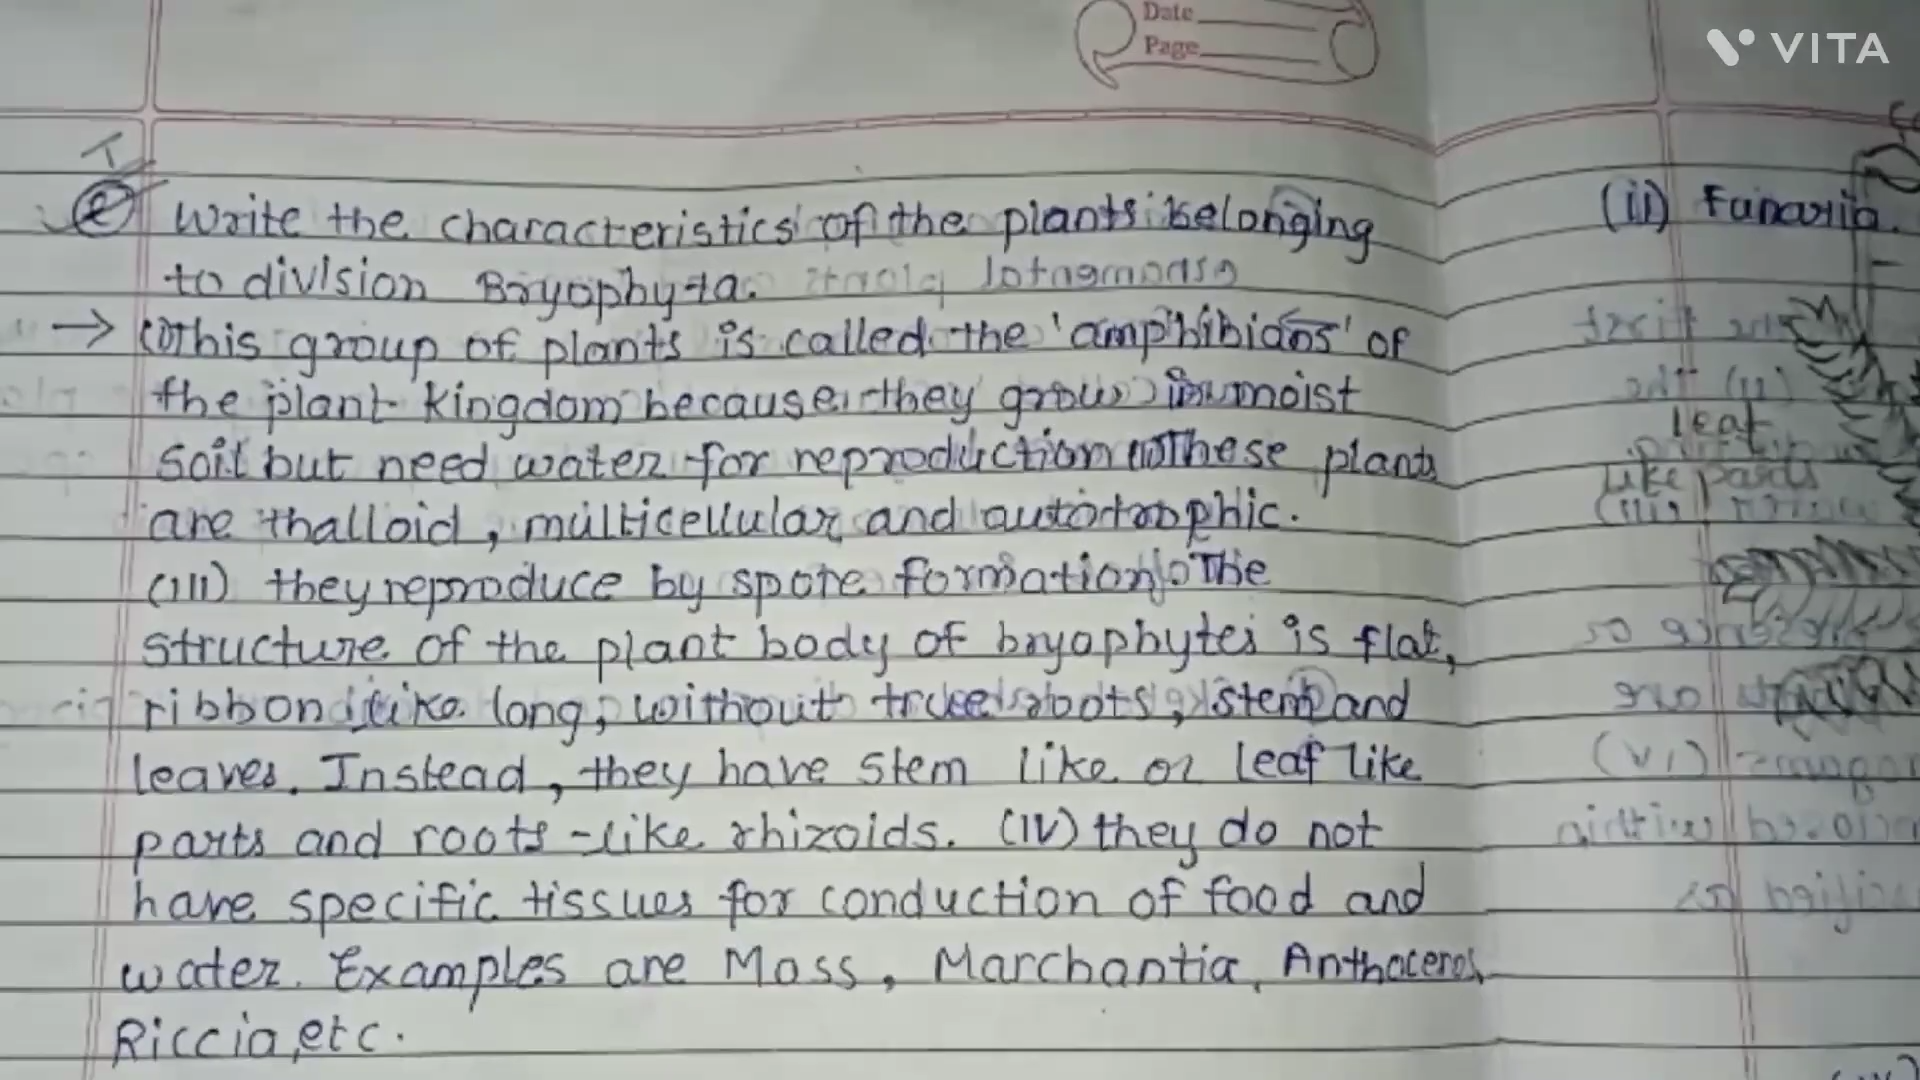 Date
Page
VITA
e Write the characteristics of the plants belonging
to division Bryophyta.
→ (i) This group of plants is called the 'amphibians' of
the plant kingdom because they grow in moist
soil but need water for reproduction (ii) These plants
are thalloid, multicellular and autotrophic.
(III) they reproduce by spore formation. The
structure of the plant body of bryophytes is flat,
ribbon like long, without true roots, stem and
leaves. Instead, they have stem like or leaf like
parts and roots-like rhizoids. (IV) they do not
have specific tissues for conduction of food and
water. Examples are Moss, Marchantia, Anthoceros,
Riccia, etc.
(ii) Funaria.
leaf
like parts